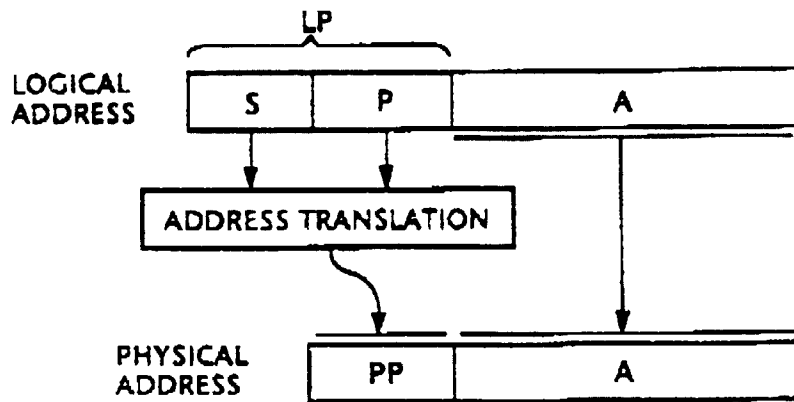 LP
LOGICAL
ADDRESS
S
P
A
ADDRESS TRANSLATION
PHYSICAL
ADDRESS
PP
A